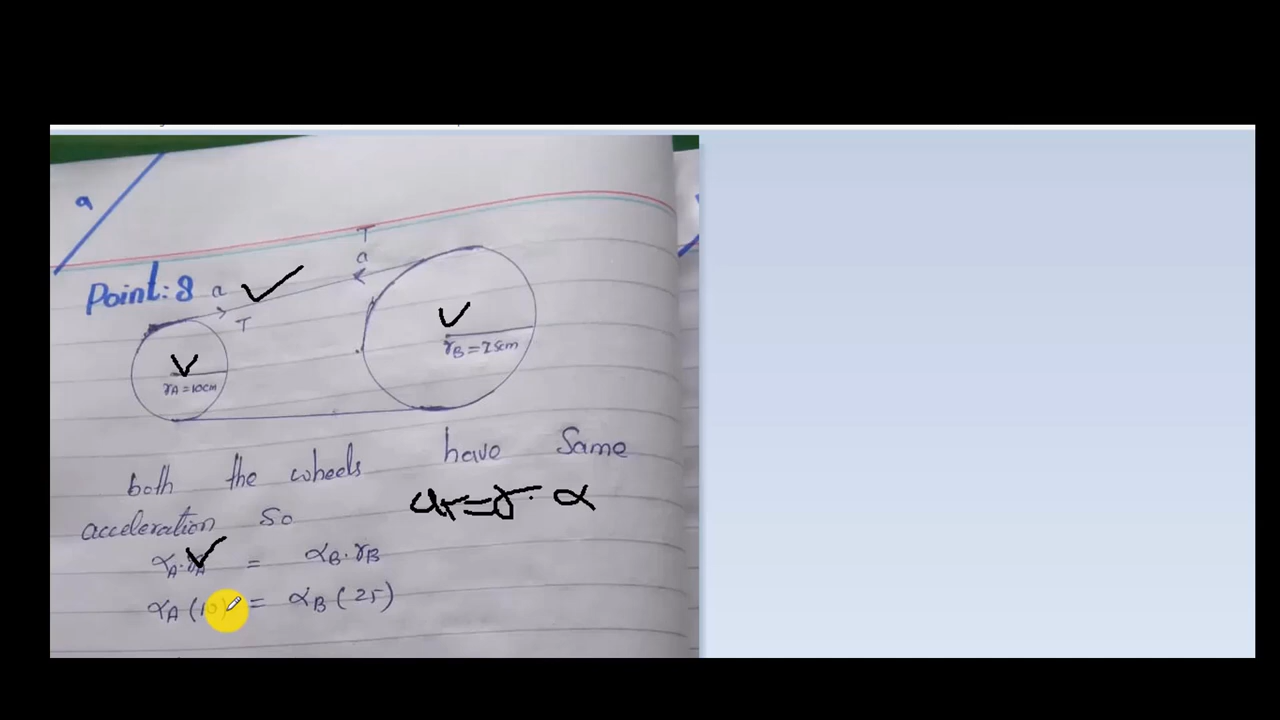 a
T
a
Point: 8 a
T
rB = 25cm
rA = 10cm
both the wheels have Same
aT = r · α
acceleration So
αA · rA = αB · rB
αA (10) = αB (25)